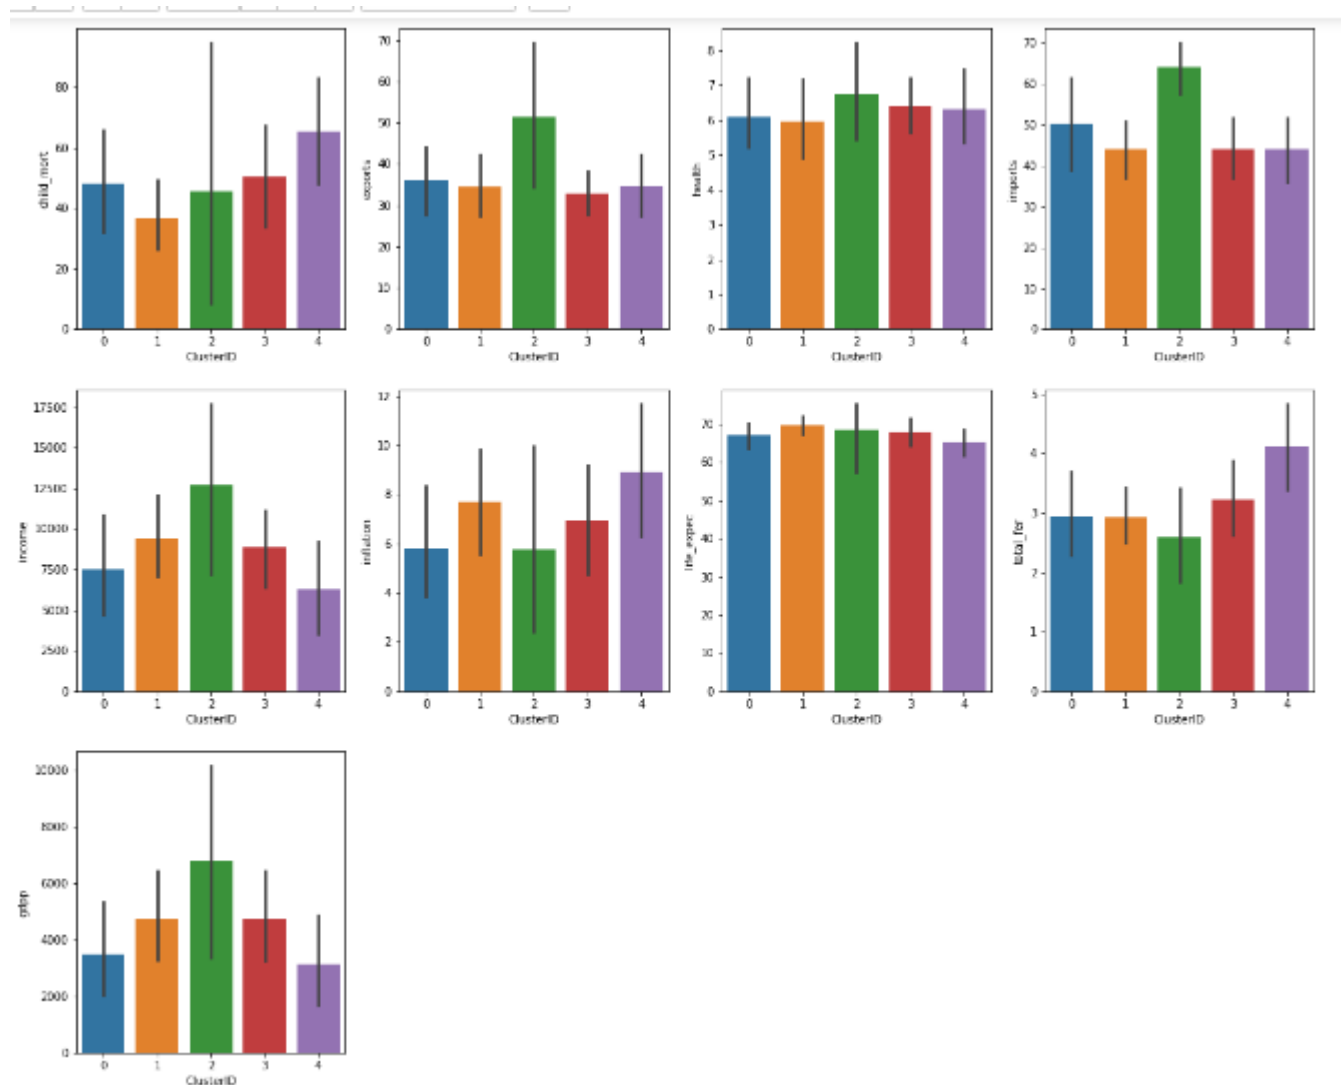 child_mort
80
60
40
20
0
0 1 2 3 4
ClusterID
exports
70
60
50
40
30
20
10
0
0 1 2 3 4
ClusterID
health
8
7
6
5
4
3
2
1
0
0 1 2 3 4
ClusterID
imports
70
60
50
40
30
20
10
0
0 1 2 3 4
ClusterID
income
17500
15000
12500
10000
7500
5000
2500
0
0 1 2 3 4
ClusterID
inflation
12
10
8
6
4
2
0
0 1 2 3 4
ClusterID
life_expec
70
60
50
40
30
20
10
0
0 1 2 3 4
ClusterID
total_fer
5
4
3
2
1
0
0 1 2 3 4
ClusterID
gdpp
10000
8000
6000
4000
2000
0
0 1 2 3 4
ClusterID